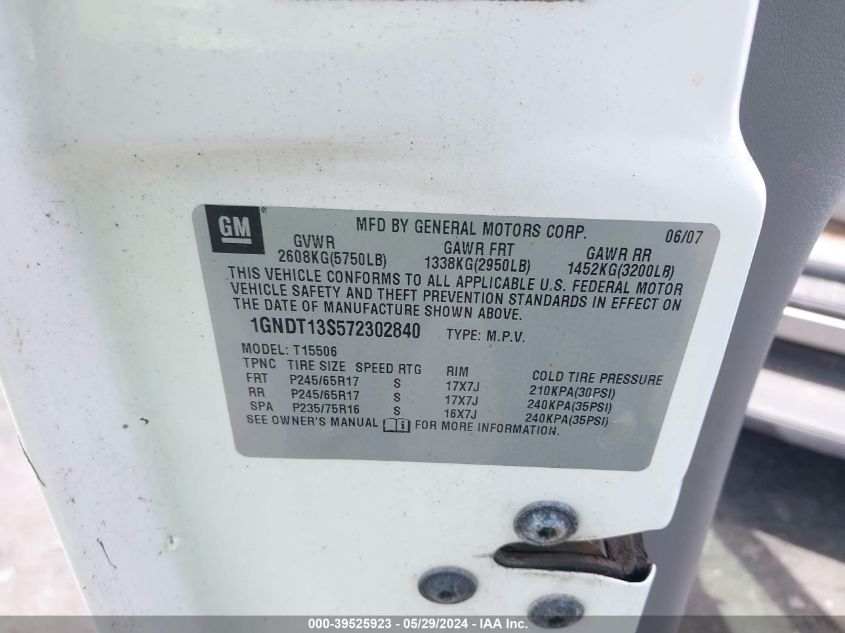 GM ® MFD BY GENERAL MOTORS CORP. 06/07
GVWR GAWR FRT GAWR RR
2608KG(5750LB) 1338KG(2950LB) 1452KG(3200LB)
THIS VEHICLE CONFORMS TO ALL APPLICABLE U.S. FEDERAL MOTOR
VEHICLE SAFETY AND THEFT PREVENTION STANDARDS IN EFFECT ON
THE DATE OF MANUFACTURE SHOWN ABOVE.
1GNDT13S572302840 TYPE: M.P.V.
MODEL: T15506
TPNC TIRE SIZE SPEED RTG RIM COLD TIRE PRESSURE
FRT P245/65R17 S 17X7J 210KPA(30PSI)
RR P245/65R17 S 17X7J 240KPA(35PSI)
SPA P235/75R16 S 16X7J 240KPA(35PSI)
SEE OWNER'S MANUAL i FOR MORE INFORMATION.
000-39525923 - 05/29/2024 - IAA Inc.